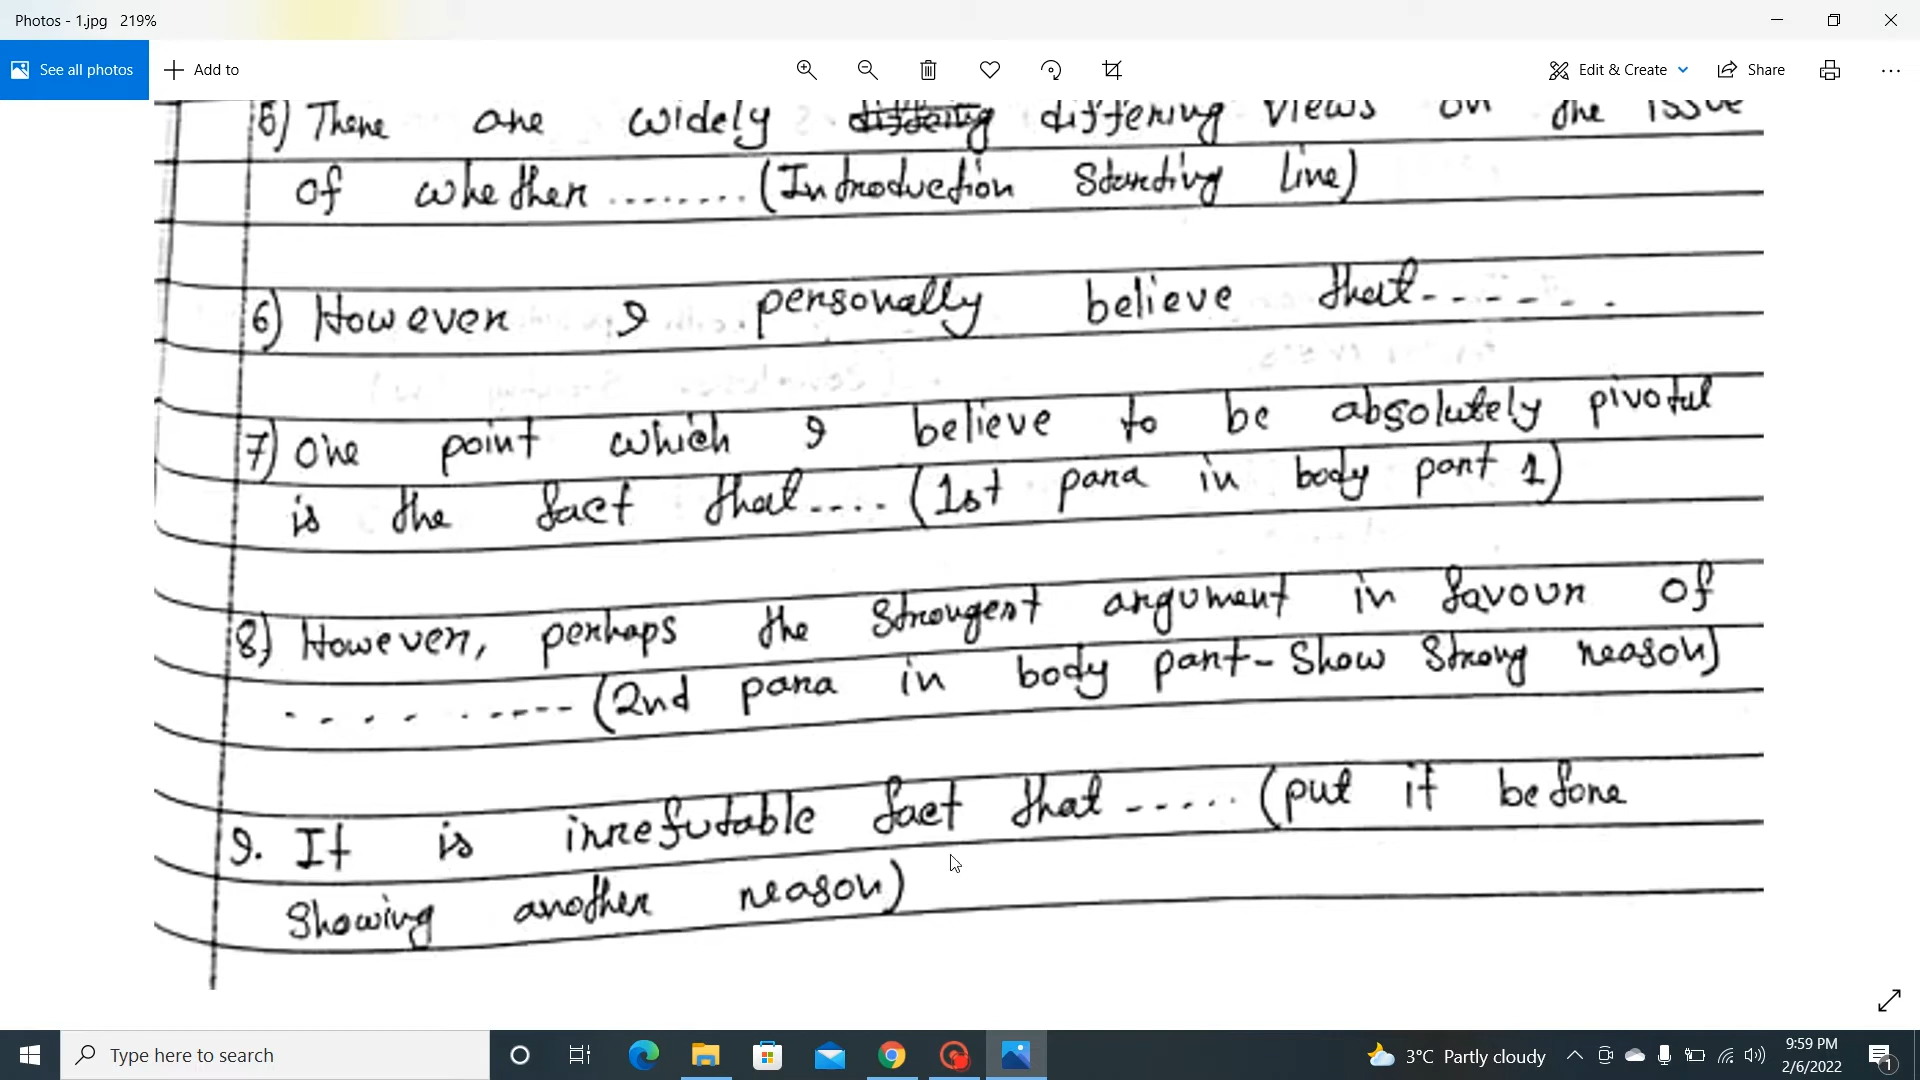 Photos - 1.jpg 219%
See all photos
Add to
Edit & Create
Share
5) There are widely differing differing views on the issue
of whether ........ (Introduction Starting line)
6) However I personally believe that.......
7) One point which I believe to be absolutely pivotal
is the fact that.... (1st para in body part 1)
8) However, perhaps the Strongest argument in favour of
........... (2nd para in body part - Show Strong reason)
9. It is irrefutable fact that ...... (put it before
Showing another reason)
Type here to search
3°C Partly cloudy
9:59 PM
2/6/2022
1